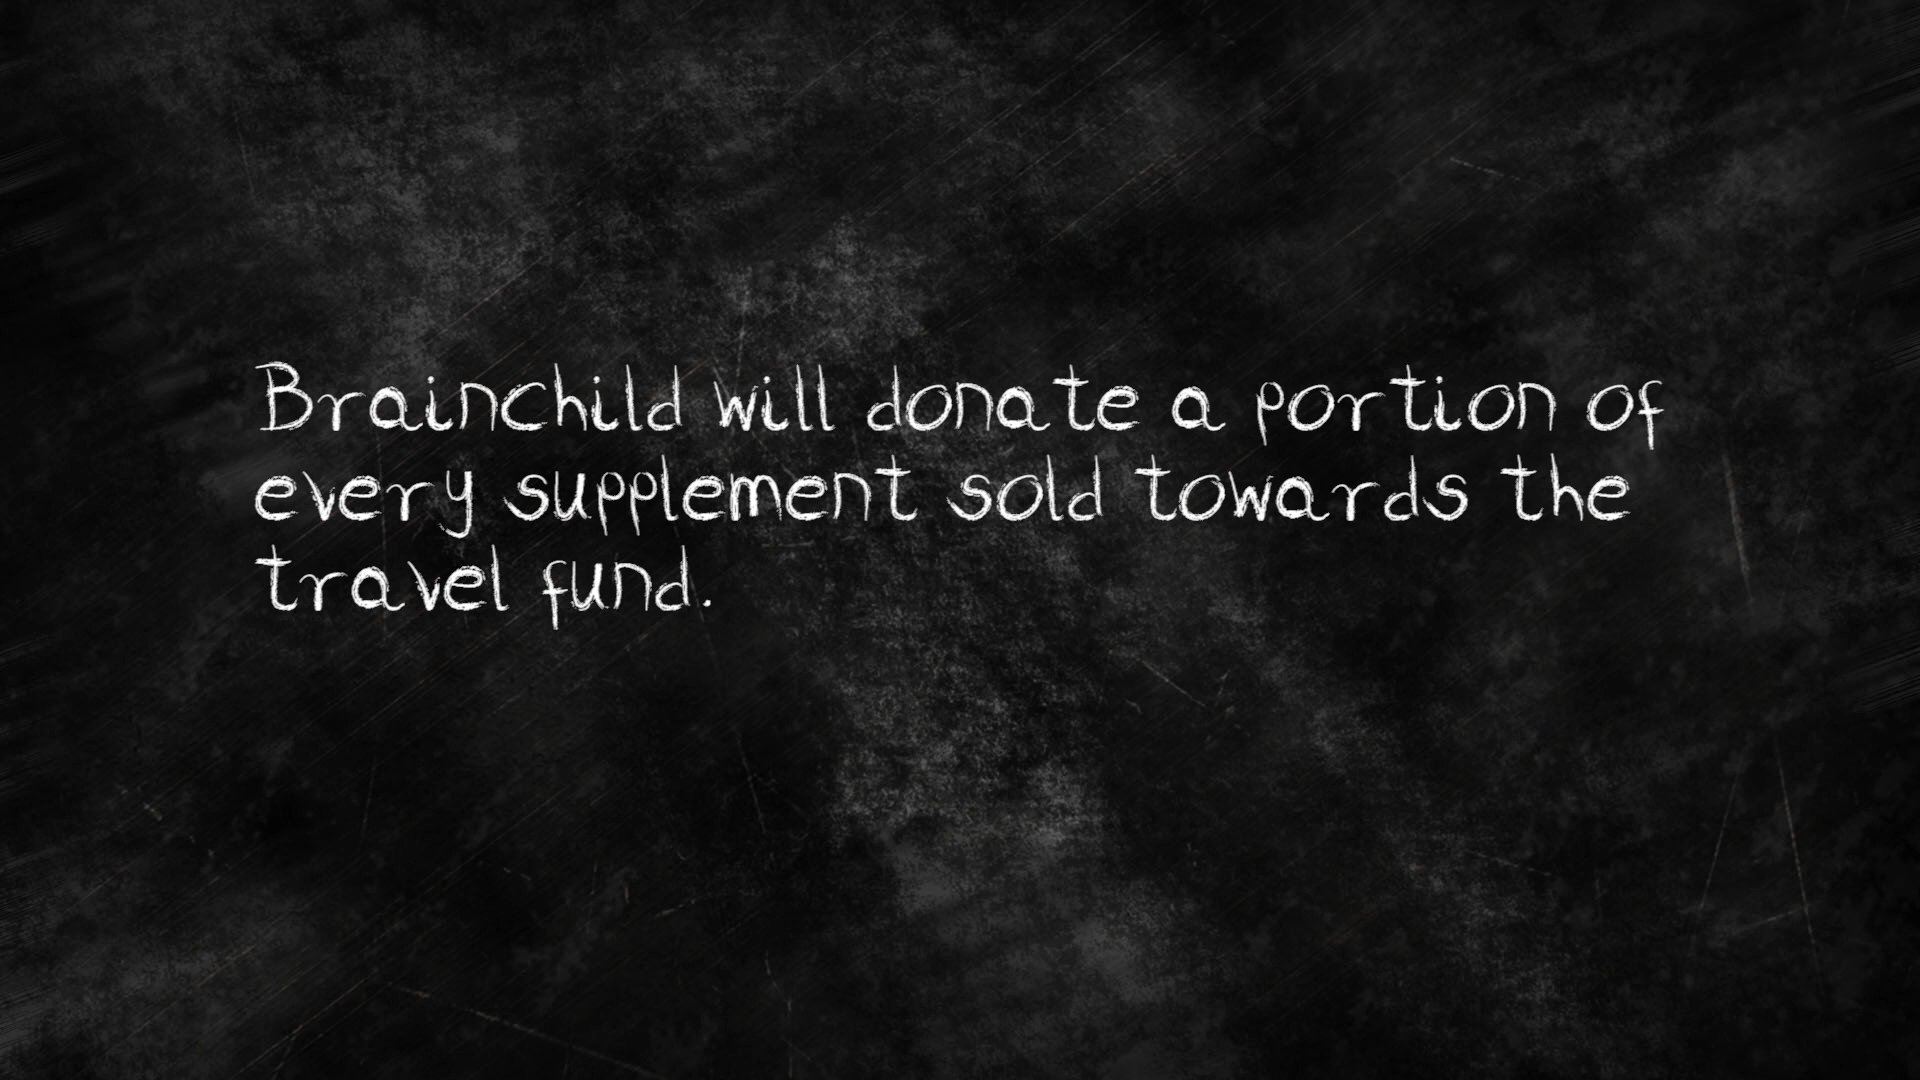 Brainchild will donate a portion of
every supplement sold towards the
travel fund.